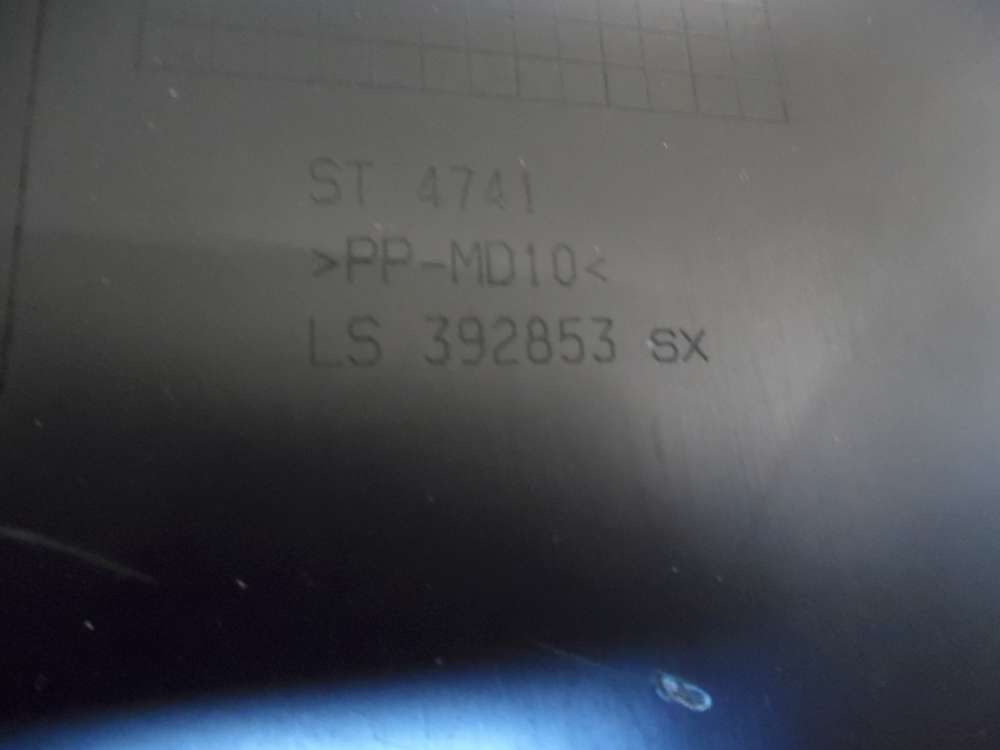 ST 4741
>PP-MD10<
LS 392853 SX